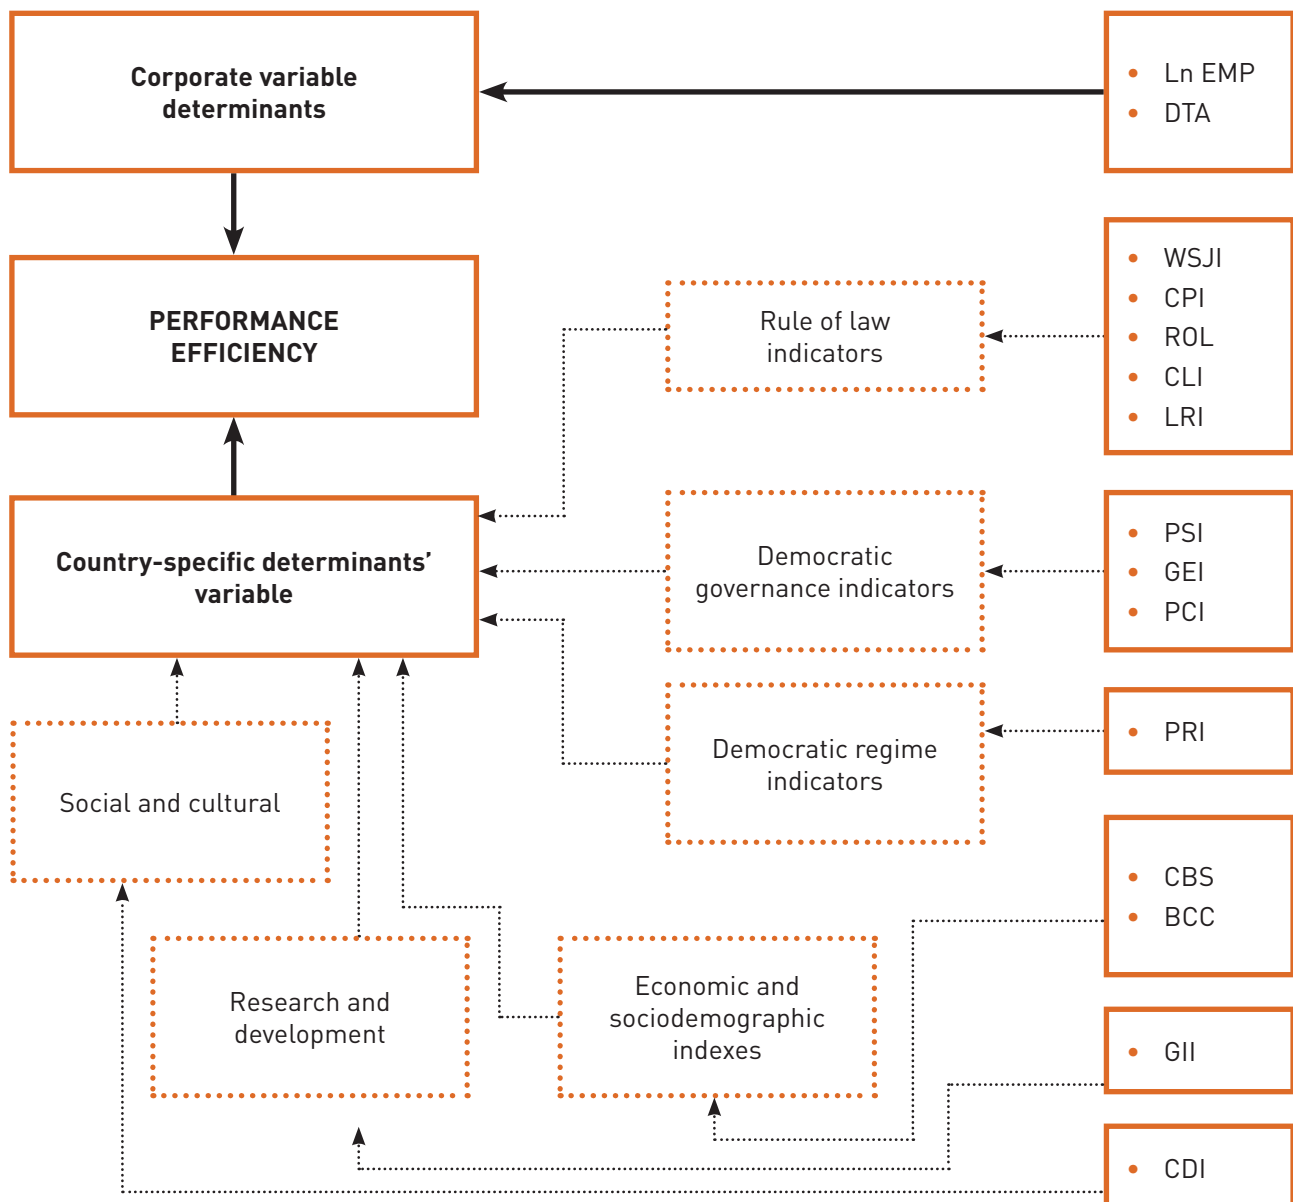 Corporate variable
determinants
• Ln EMP
• DTA
PERFORMANCE
EFFICIENCY
Rule of law
indicators
• WSJI
• CPI
• ROL
• CLI
• LRI
Country-specific determinants’
variable
Democratic
governance indicators
• PSI
• GEI
• PCI
Democratic regime
indicators
• PRI
Social and cultural
• CBS
• BCC
Research and
development
Economic and
sociodemographic
indexes
• GII
• CDI